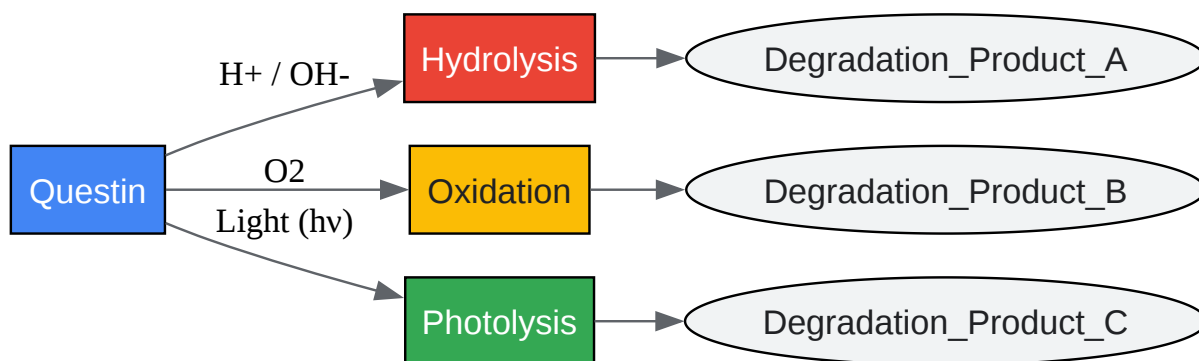 H+ / OH-
Hydrolysis
Degradation_Product_A
Questin
O2
Oxidation
Degradation_Product_B
Light (hν)
Photolysis
Degradation_Product_C